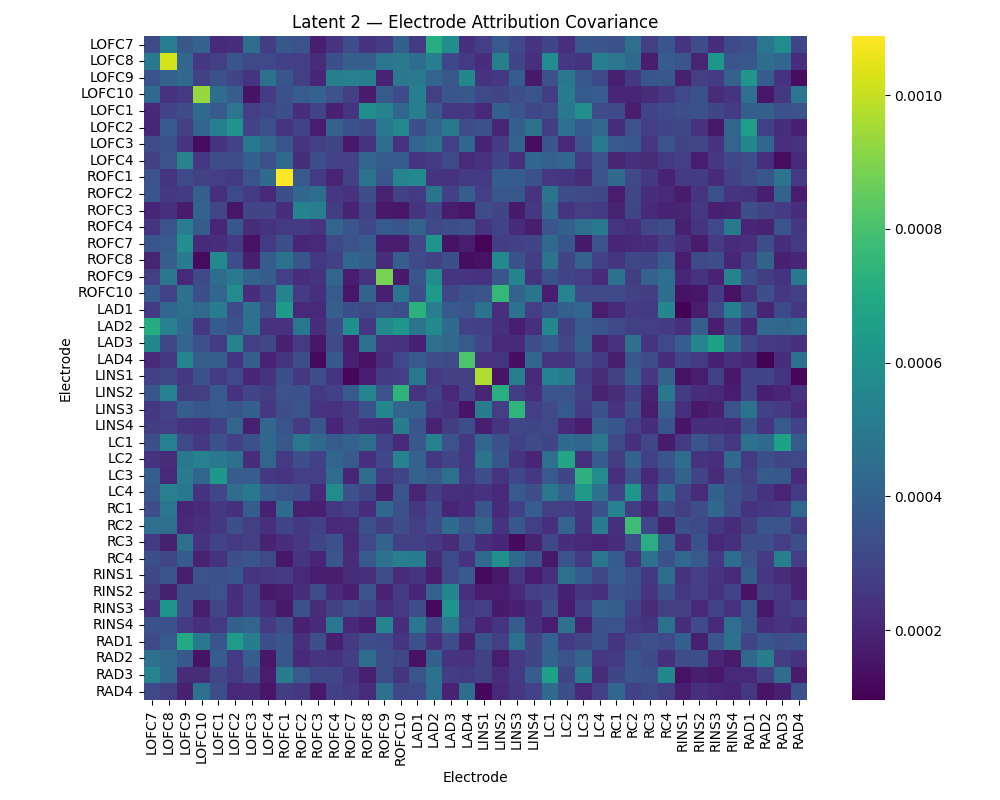 Latent 2 — Electrode Attribution Covariance
LOFC7
LOFC8
LOFC9
LOFC10
LOFC1
LOFC2
LOFC3
LOFC4
ROFC1
ROFC2
ROFC3
ROFC4
ROFC7
ROFC8
ROFC9
ROFC10
LAD1
LAD2
LAD3
LAD4
LINS1
LINS2
LINS3
LINS4
LC1
LC2
LC3
LC4
RC1
RC2
RC3
RC4
RINS1
RINS2
RINS3
RINS4
RAD1
RAD2
RAD3
RAD4
Electrode
LOFC7
LOFC8
LOFC9
LOFC10
LOFC1
LOFC2
LOFC3
LOFC4
ROFC1
ROFC2
ROFC3
ROFC4
ROFC7
ROFC8
ROFC9
ROFC10
LAD1
LAD2
LAD3
LAD4
LINS1
LINS2
LINS3
LINS4
LC1
LC2
LC3
LC4
RC1
RC2
RC3
RC4
RINS1
RINS2
RINS3
RINS4
RAD1
RAD2
RAD3
RAD4
Electrode
0.0010
0.0008
0.0006
0.0004
0.0002